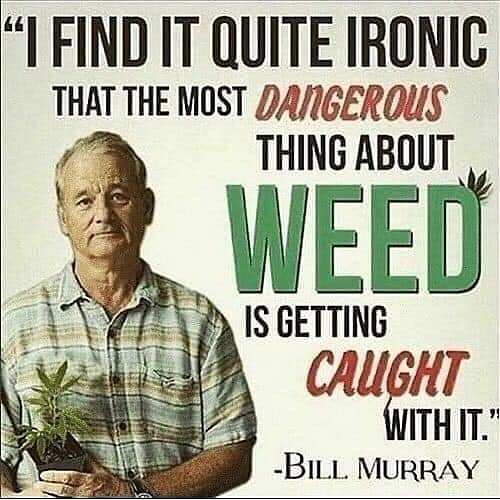 “I FIND IT QUITE IRONIC
THAT THE MOST DANGEROUS
THING ABOUT
WEED
IS GETTING
CAUGHT
WITH IT.”
-BILL MURRAY